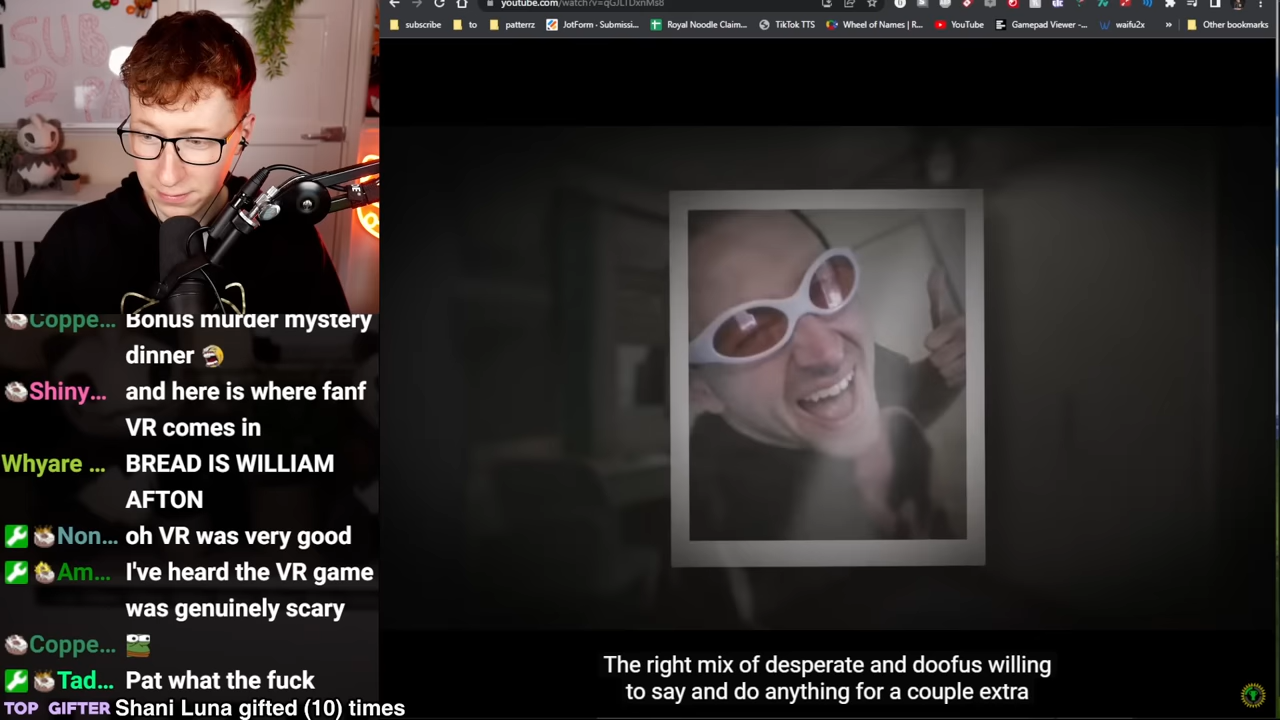 youtube.com/watch?v=qGJLTDxnMs8
subscribe
to
patterrz
JotForm - Submissi...
Royal Noodle Claim...
TikTok TTS
Wheel of Names | R...
YouTube
Gamepad Viewer -...
waifu2x
»
Other bookmarks
SUB
2
Coppe... Bonus murder mystery
dinner
Shiny... and here is where fanf
VR comes in
Whyare ... BREAD IS WILLIAM
AFTON
Non... oh VR was very good
Am... I've heard the VR game
was genuinely scary
Coppe...
Tad... Pat what the fuck
TOP GIFTER Shani Luna gifted (10) times
The right mix of desperate and doofus willing
to say and do anything for a couple extra